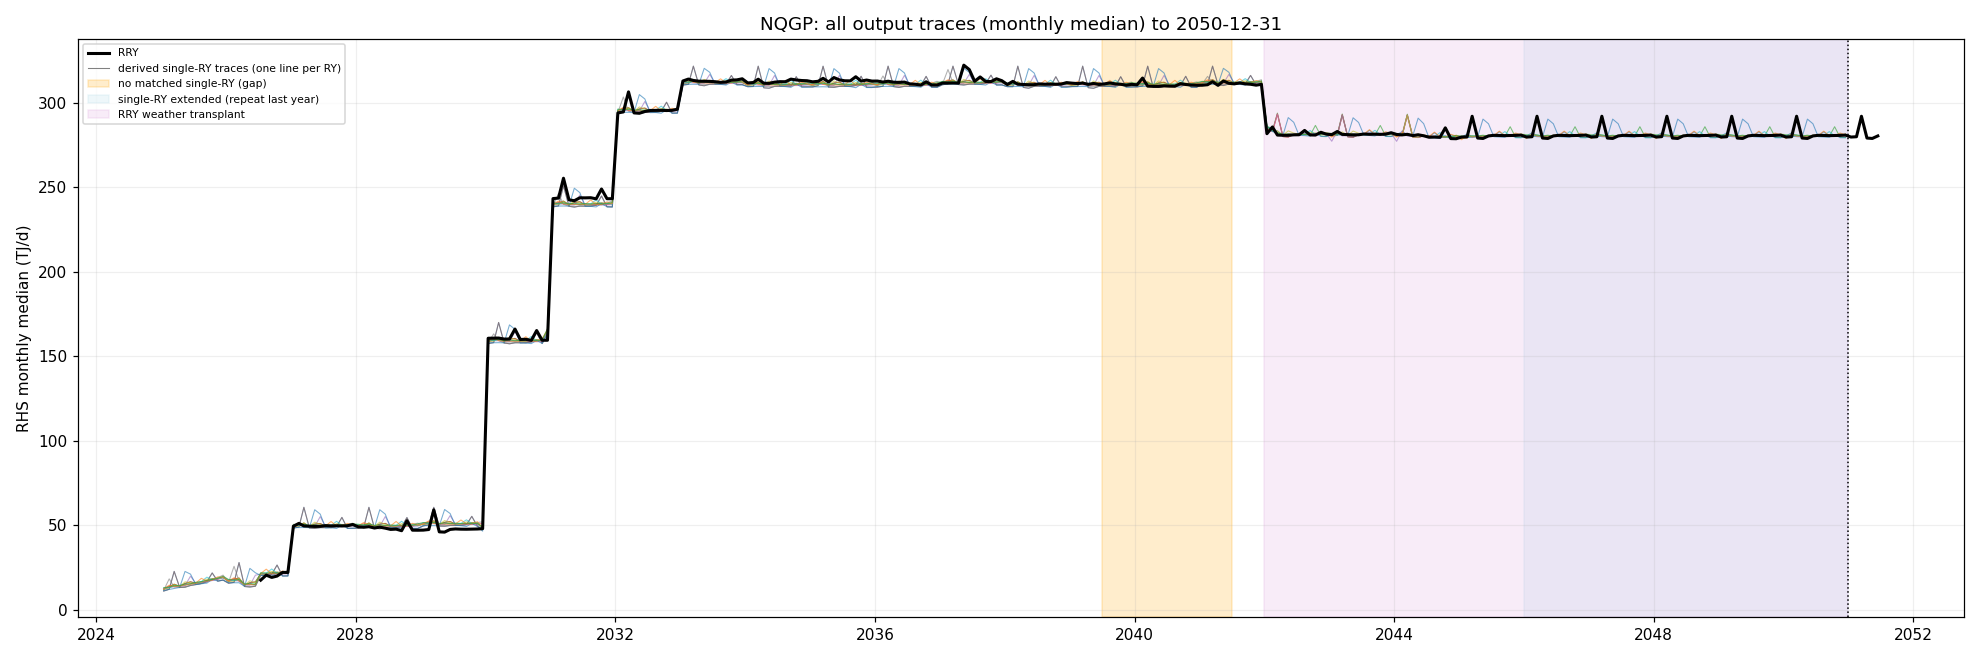 NQGP: all output traces (monthly median) to 2050-12-31
RRY
derived single-RY traces (one line per RY)
no matched single-RY (gap)
single-RY extended (repeat last year)
RRY weather transplant
RHS monthly median (TJ/d)
300
250
200
150
100
50
0
2024
2028
2032
2036
2040
2044
2048
2052